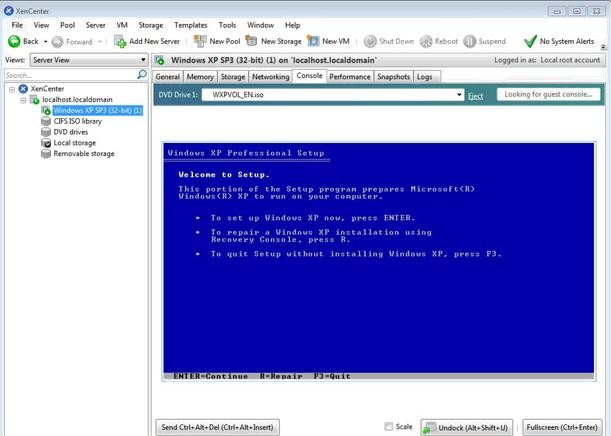 XenCenter
File View Pool Server VM Storage Templates Tools Window Help
Back Forward Add New Server New Pool New Storage New VM Shut Down Reboot Suspend No System Alerts
Views: Server View
Windows XP SP3 (32-bit) (1) on 'localhost.localdomain' Logged in as: Local root account
Search...
General Memory Storage Networking Console Performance Snapshots Logs
XenCenter
localhost.localdomain
Windows XP SP3 (32-bit) (1)
CIFS ISO library
DVD drives
Local storage
Removable storage
DVD Drive 1: WXPVOL_EN.iso Eject Looking for guest console...
Windows XP Professional Setup
Welcome to Setup.
This portion of the Setup program prepares Microsoft(R)
Windows(R) XP to run on your computer.
• To set up Windows XP now, press ENTER.
• To repair a Windows XP installation using
Recovery Console, press R.
• To quit Setup without installing Windows XP, press F3.
ENTER=Continue R=Repair F3=Quit
Send Ctrl+Alt+Del (Ctrl+Alt+Insert) Scale Undock (Alt+Shift+U) Fullscreen (Ctrl+Enter)